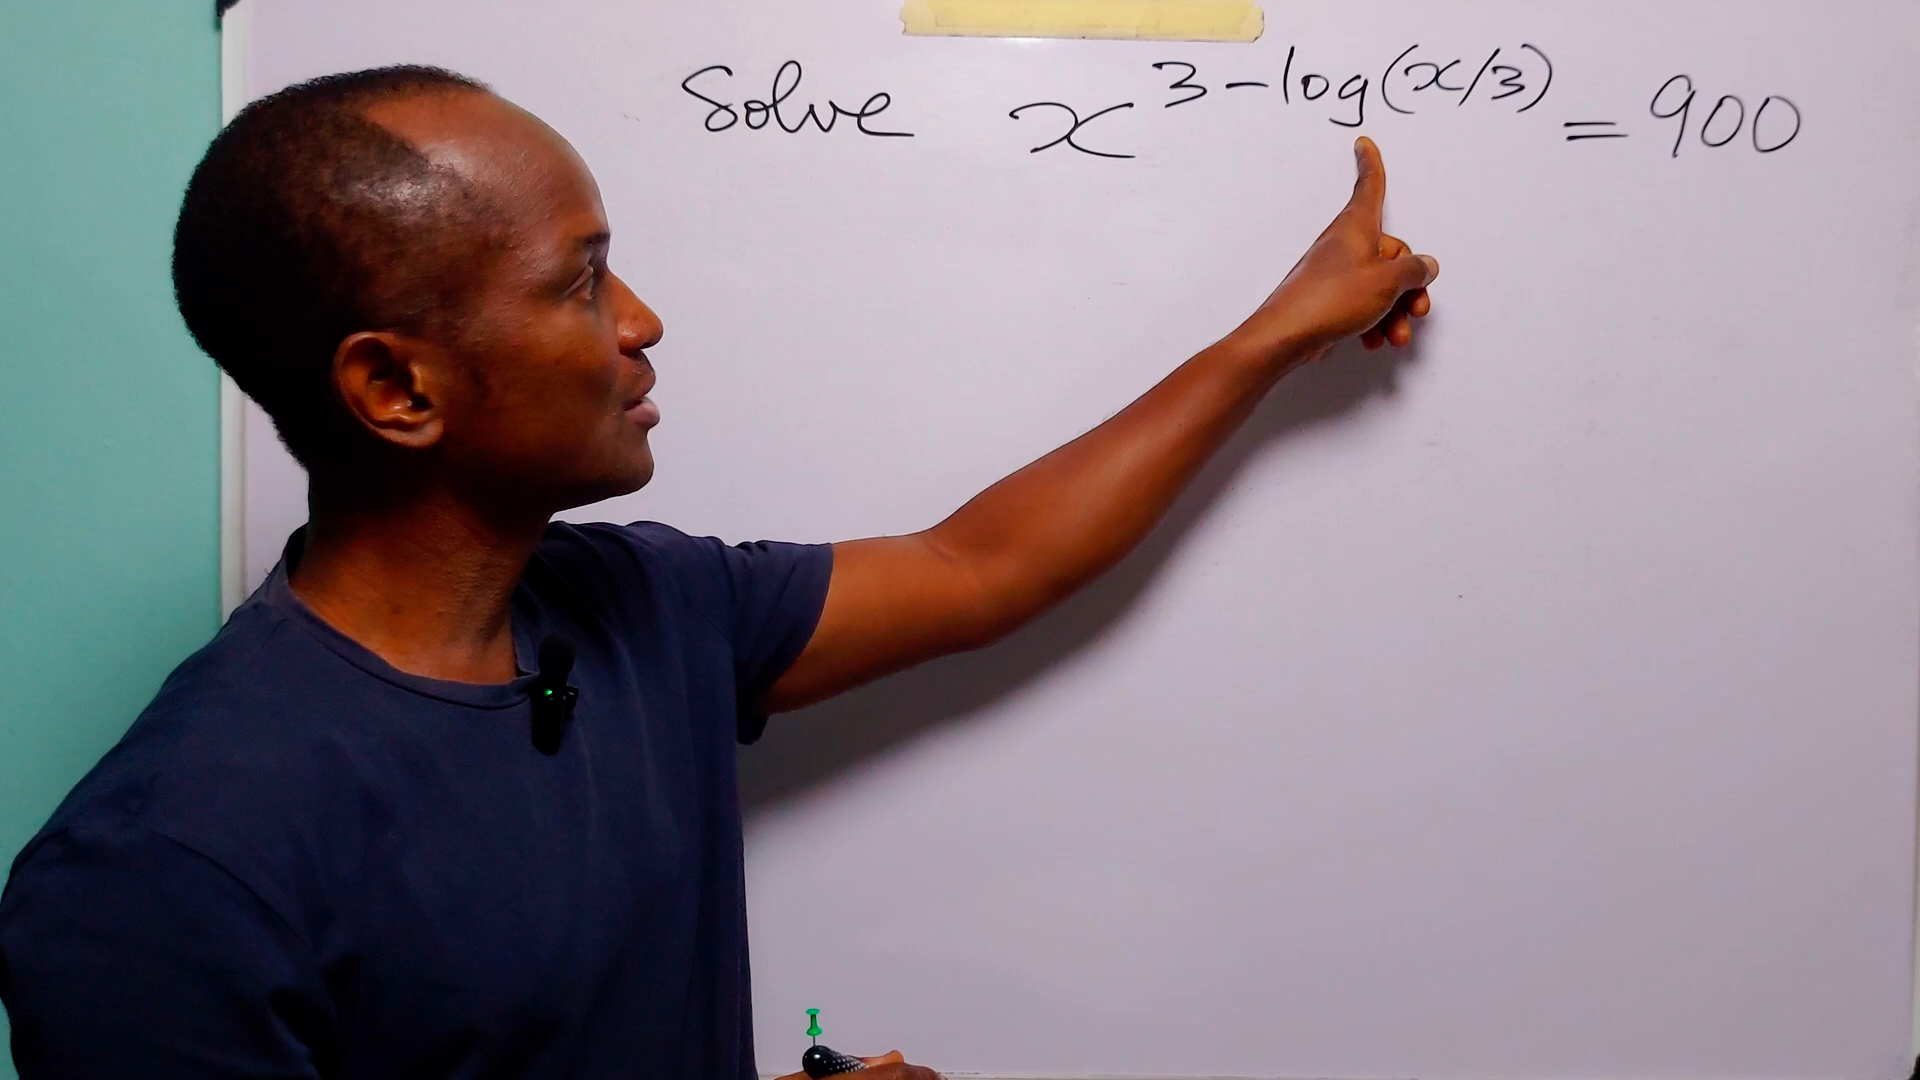 Solve x^{3-log(x/3)} = 900